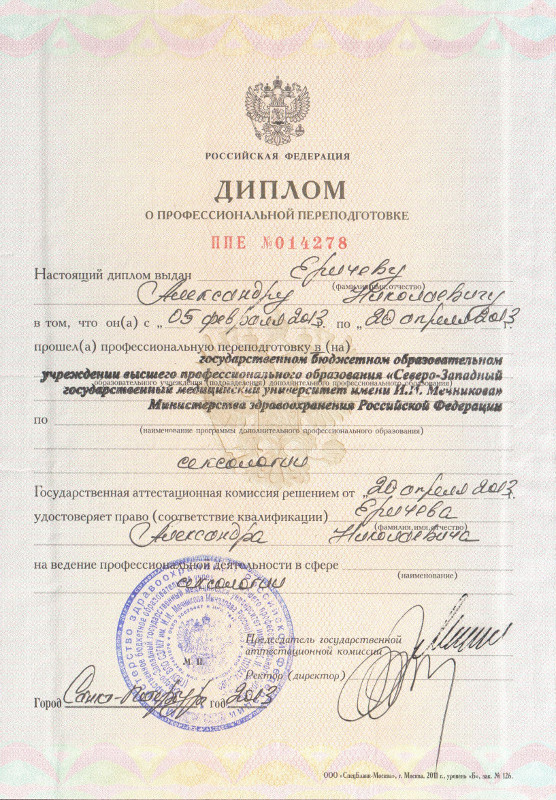 РОССИЙСКАЯ ФЕДЕРАЦИЯ
ДИПЛОМ
О ПРОФЕССИОНАЛЬНОЙ ПЕРЕПОДГОТОВКЕ
ППЕ №014278
Настоящий диплом выдан Еричеву
(фамилия, имя, отчество)
Александру Николаевичу
в том, что он(а) с „05 февраля 2013. по „20 апреля 2013.
прошел(а) профессиональную переподготовку в (на)
государственном бюджетном образовательном
учреждении высшего профессионального образования «Северо-Западный
образовательного учреждения (подразделения) дополнительного профессионального образования)
государственный медицинский университет имени И.И. Мечникова»
Министерства здравоохранения Российской Федерации
по
(наименование программы дополнительного профессионального образования)
сексологии
Государственная аттестационная комиссия решением от „20 апреля 2013.
удостоверяет право (соответствие квалификации) Еричева
(фамилия, имя, отчество)
Александра Николаевича
на ведение профессиональной деятельности в сфере
(наименование)
сексологии
Председатель государственной
аттестационной комиссии
М. П.
Ректор (директор)
Город Санкт-Петербург год 2013
ООО «СпецБланк-Москва», г. Москва, 2011 г., уровень «Б», зак. № 126.